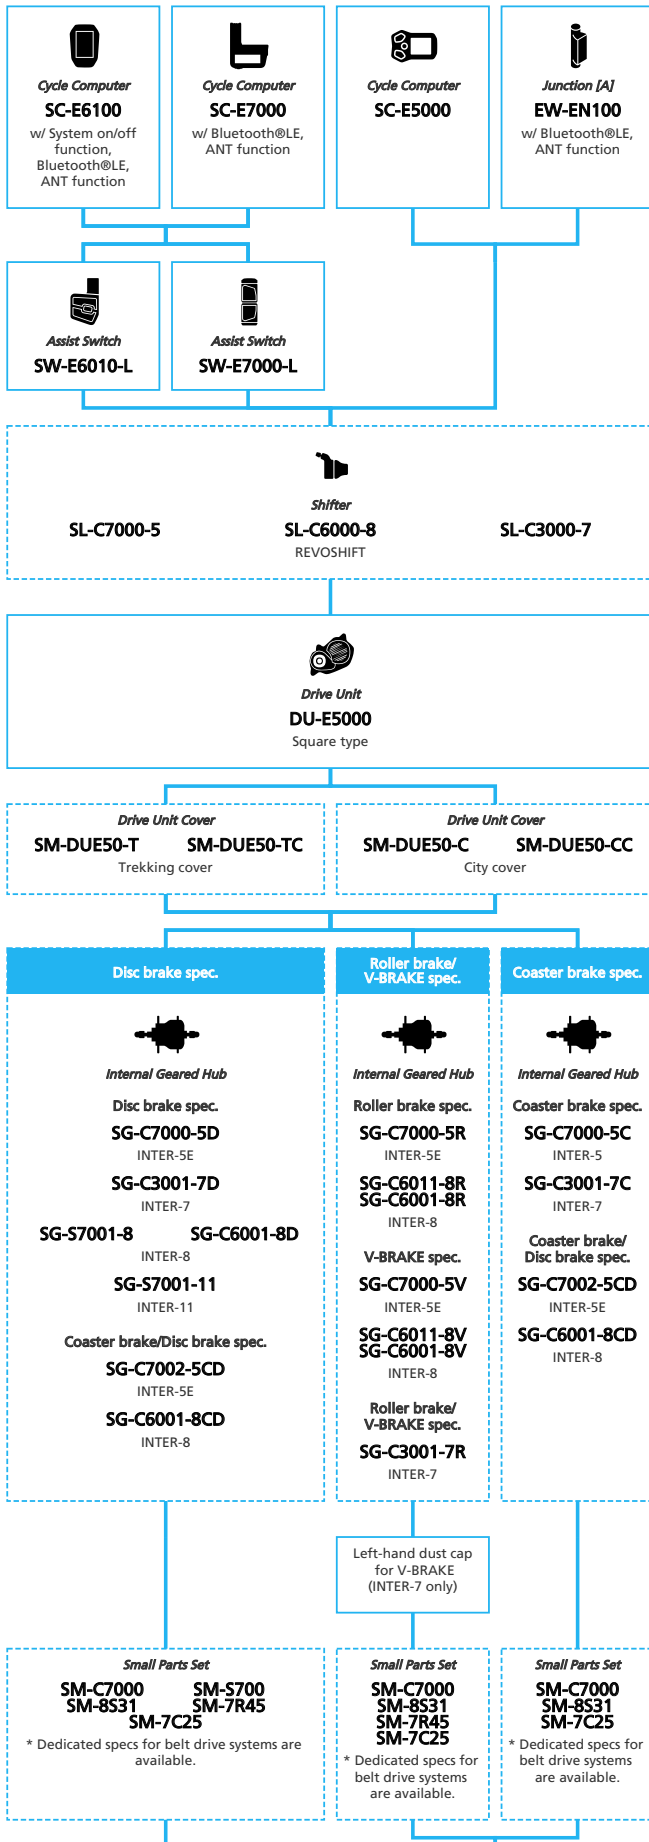 Cycle Computer
SC-E6100
w/ System on/off
function,
Bluetooth®LE,
ANT function
Cycle Computer
SC-E7000
w/ Bluetooth®LE,
ANT function
Cycle Computer
SC-E5000
Junction [A]
EW-EN100
w/ Bluetooth®LE,
ANT function
Assist Switch
SW-E6010-L
Assist Switch
SW-E7000-L
Shifter
SL-C7000-5
SL-C6000-8
REVOSHIFT
SL-C3000-7
Drive Unit
DU-E5000
Square type
Drive Unit Cover
SM-DUE50-T SM-DUE50-TC
Trekking cover
Drive Unit Cover
SM-DUE50-C SM-DUE50-CC
City cover
Disc brake spec.
Internal Geared Hub
Disc brake spec.
SG-C7000-5D
INTER-5E
SG-C3001-7D
INTER-7
SG-S7001-8 SG-C6001-8D
INTER-8
SG-S7001-11
INTER-11
Coaster brake/Disc brake spec.
SG-C7002-5CD
INTER-5E
SG-C6001-8CD
INTER-8
Roller brake/
V-BRAKE spec.
Internal Geared Hub
Roller brake spec.
SG-C7000-5R
INTER-5E
SG-C6011-8R
SG-C6001-8R
INTER-8
V-BRAKE spec.
SG-C7000-5V
INTER-5E
SG-C6011-8V
SG-C6001-8V
INTER-8
Roller brake/
V-BRAKE spec.
SG-C3001-7R
INTER-7
Coaster brake spec.
Internal Geared Hub
Coaster brake spec.
SG-C7000-5C
INTER-5
SG-C3001-7C
INTER-7
Coaster brake/
Disc brake spec.
SG-C7002-5CD
INTER-5E
SG-C6001-8CD
INTER-8
Left-hand dust cap
for V-BRAKE
(INTER-7 only)
Small Parts Set
SM-C7000 SM-S700
SM-8S31 SM-7R45
SM-7C25
* Dedicated specs for belt drive systems are
available.
Small Parts Set
SM-C7000
SM-8S31
SM-7R45
SM-7C25
* Dedicated specs for
belt drive systems
are available.
Small Parts Set
SM-C7000
SM-8S31
SM-7C25
* Dedicated specs for
belt drive systems
are available.